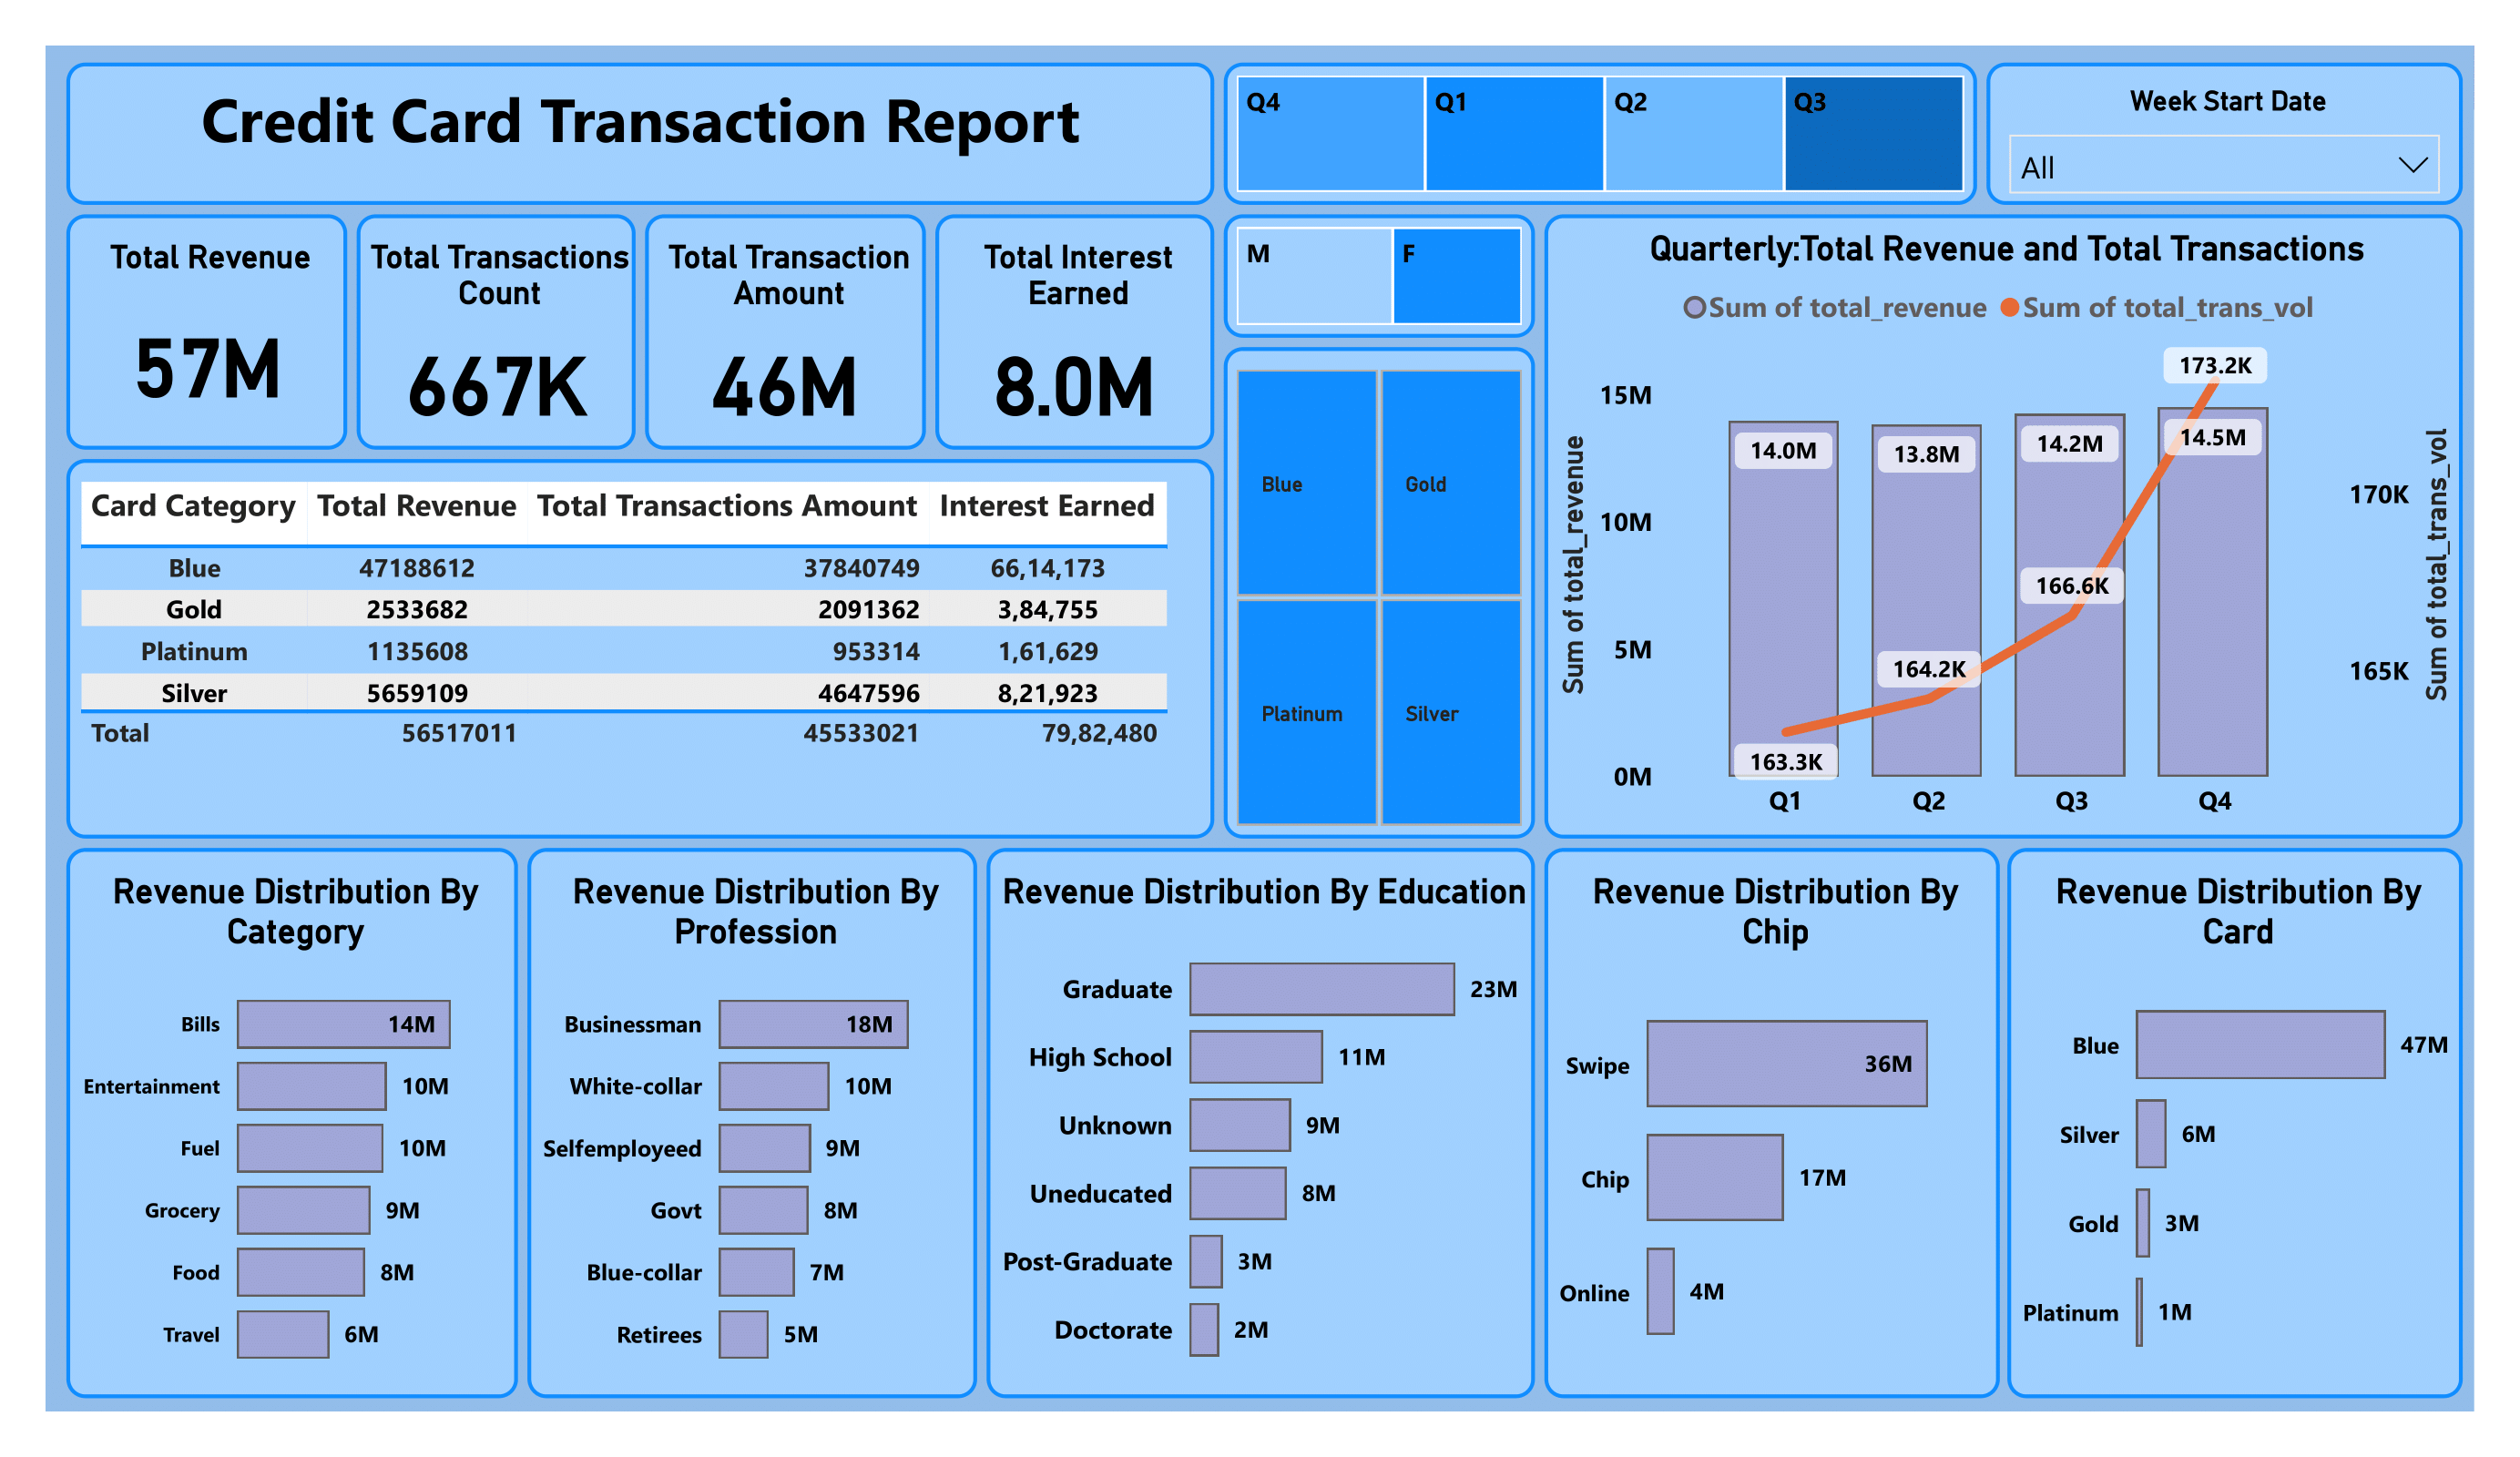 Credit Card Transaction Report
Q4 Q1 Q2 Q3
Week Start Date
All
Total Revenue
57M
Total Transactions
Count
667K
Total Transaction
Amount
46M
Total Interest
Earned
8.0M
M F
Card Category Total Revenue Total Transactions Amount Interest Earned
Blue 47188612 37840749 66,14,173
Gold 2533682 2091362 3,84,755
Platinum 1135608 953314 1,61,629
Silver 5659109 4647596 8,21,923
Total 56517011 45533021 79,82,480
Blue Gold
Platinum Silver
Quarterly:Total Revenue and Total Transactions
Sum of total_revenue Sum of total_trans_vol
Sum of total_revenue
15M
10M
5M
0M
14.0M 13.8M 14.2M 14.5M
163.3K 164.2K 166.6K 173.2K
Q1 Q2 Q3 Q4
170K
165K
Sum of total_trans_vol
Revenue Distribution By
Category
Bills 14M
Entertainment 10M
Fuel 10M
Grocery 9M
Food 8M
Travel 6M
Revenue Distribution By
Profession
Businessman 18M
White-collar 10M
Selfemployeed 9M
Govt 8M
Blue-collar 7M
Retirees 5M
Revenue Distribution By Education
Graduate 23M
High School 11M
Unknown 9M
Uneducated 8M
Post-Graduate 3M
Doctorate 2M
Revenue Distribution By
Chip
Swipe 36M
Chip 17M
Online 4M
Revenue Distribution By
Card
Blue 47M
Silver 6M
Gold 3M
Platinum 1M